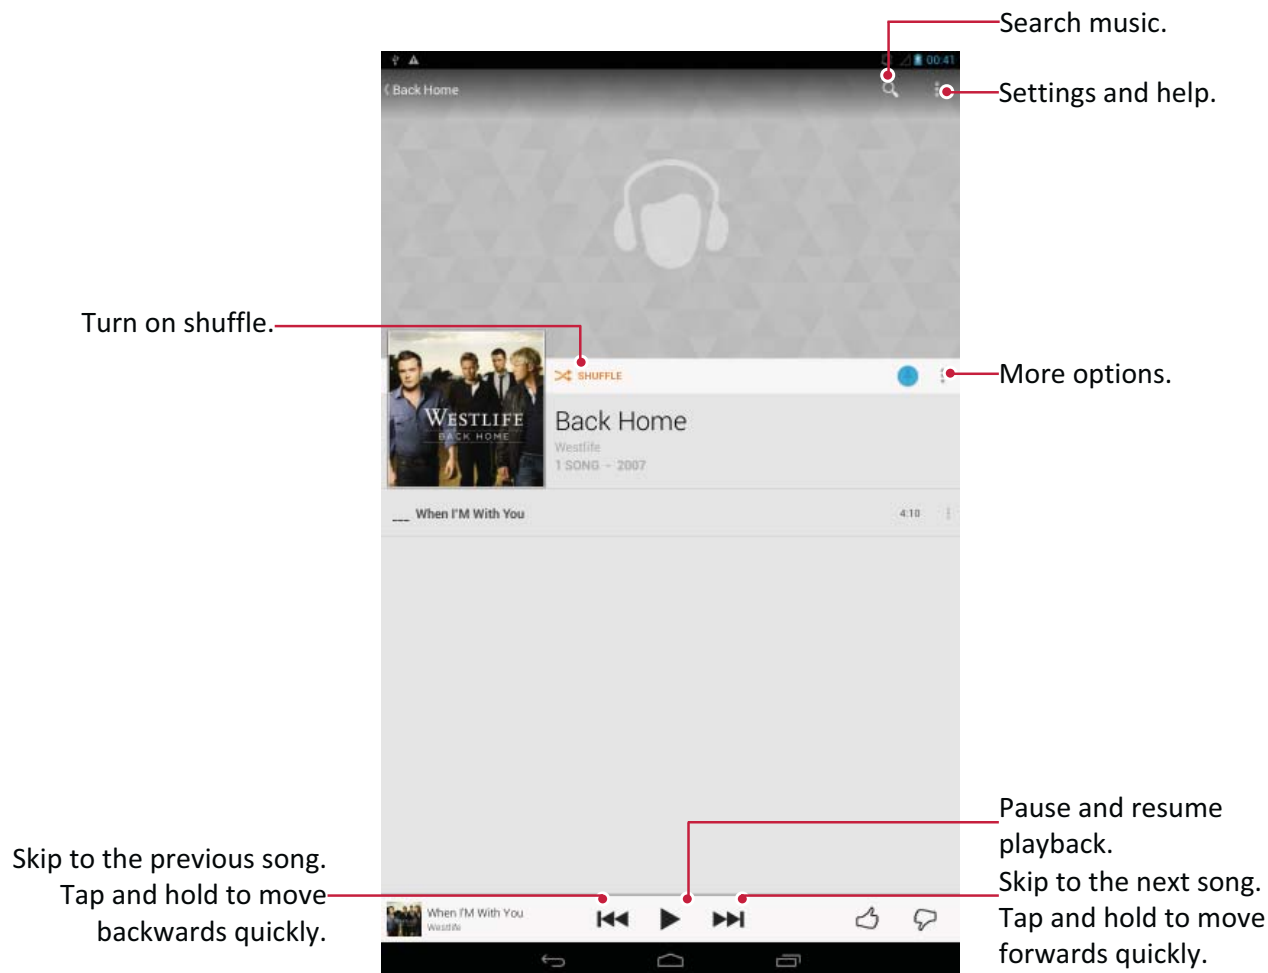 Search music.
00:41
Back Home
Settings and help.
Turn on shuffle.
SHUFFLE
More options.
WESTLIFE
BACK HOME
Back Home
Westlife
1 SONG - 2007
___ When I'M With You
4:10
Pause and resume
playback.
Skip to the previous song.
Tap and hold to move
backwards quickly.
Skip to the next song.
Tap and hold to move
forwards quickly.
When I'M With You
Westlife